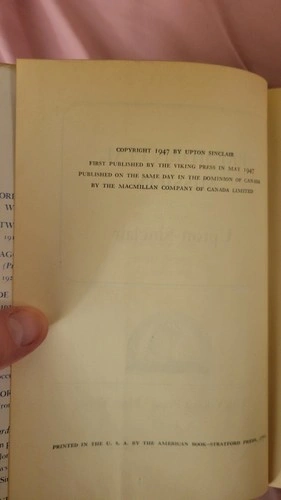 COPYRIGHT 1947 BY UPTON SINCLAIR
FIRST PUBLISHED BY THE VIKING PRESS IN MAY 1947
PUBLISHED ON THE SAME DAY IN THE DOMINION OF CANADA
BY THE MACMILLAN COMPANY OF CANADA LIMITED
Upton Sinclair
PRINTED IN THE U. S. A. BY THE AMERICAN BOOK–STRATFORD PRESS,